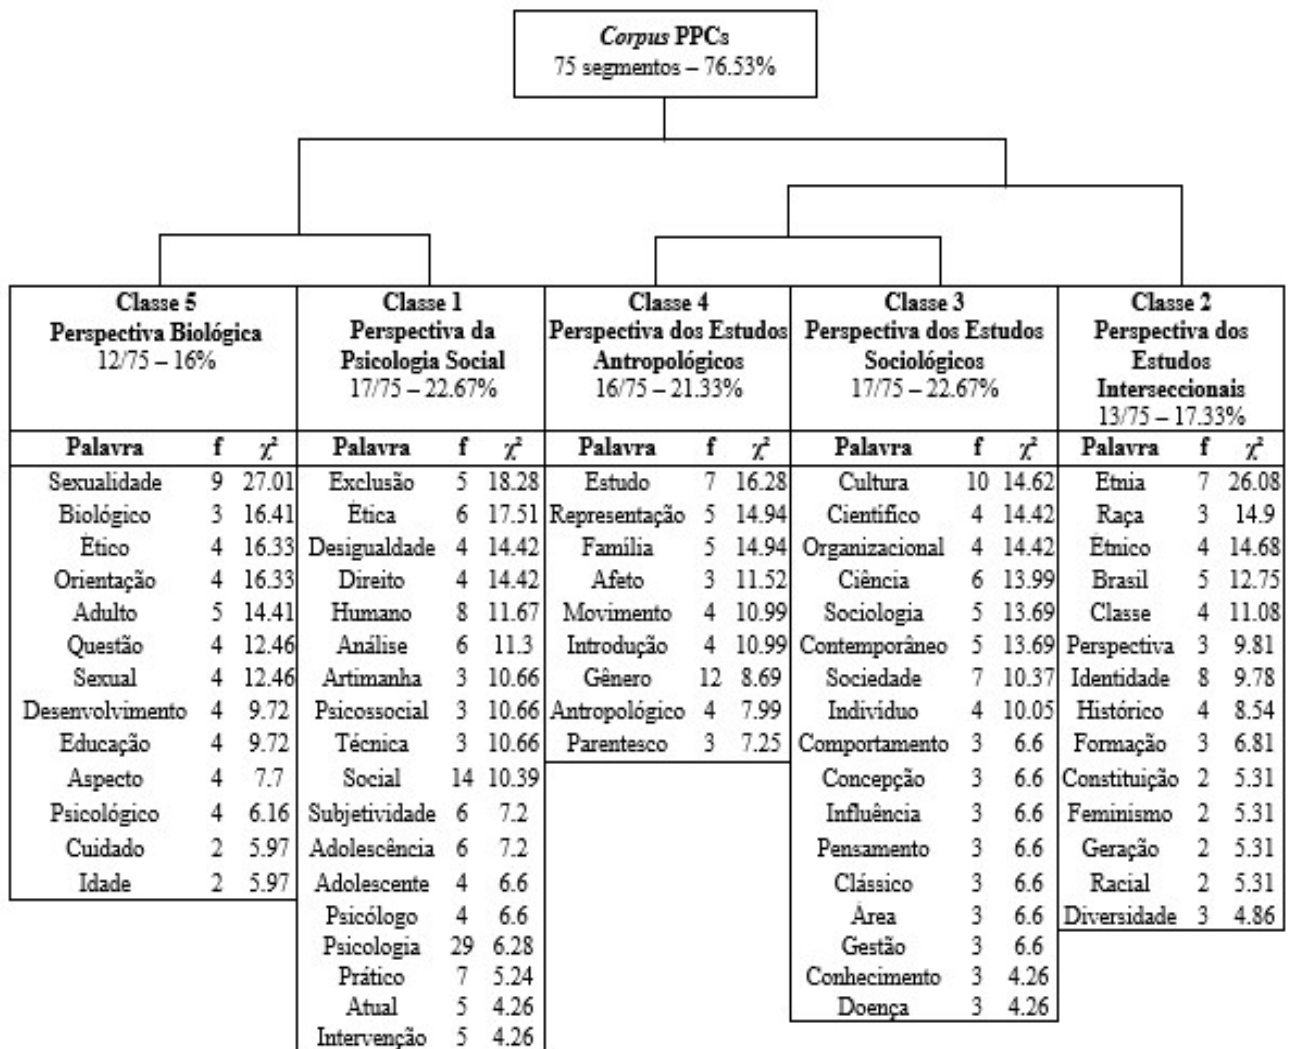 Corpus PPCs
75 segmentos – 76.53%
Classe 5
Perspectiva Biológica
12/75 – 16%
Palavra f χ²
Sexualidade 9 27.01
Biológico 3 16.41
Ético 4 16.33
Orientação 4 16.33
Adulto 5 14.41
Questão 4 12.46
Sexual 4 12.46
Desenvolvimento 4 9.72
Educação 4 9.72
Aspecto 4 7.7
Psicológico 4 6.16
Cuidado 2 5.97
Idade 2 5.97
Classe 1
Perspectiva da
Psicologia Social
17/75 – 22.67%
Palavra f χ²
Exclusão 5 18.28
Ética 6 17.51
Desigualdade 4 14.42
Direito 4 14.42
Humano 8 11.67
Análise 6 11.3
Artimanha 3 10.66
Psicossocial 3 10.66
Técnica 3 10.66
Social 14 10.39
Subjetividade 6 7.2
Adolescência 6 7.2
Adolescente 4 6.6
Psicólogo 4 6.6
Psicologia 29 6.28
Prático 7 5.24
Atual 5 4.26
Intervenção 5 4.26
Classe 4
Perspectiva dos Estudos
Antropológicos
16/75 – 21.33%
Palavra f χ²
Estudo 7 16.28
Representação 5 14.94
Família 5 14.94
Afeto 3 11.52
Movimento 4 10.99
Introdução 4 10.99
Gênero 12 8.69
Antropológico 4 7.99
Parentesco 3 7.25
Classe 3
Perspectiva dos Estudos
Sociológicos
17/75 – 22.67%
Palavra f χ²
Cultura 10 14.62
Científico 4 14.42
Organizacional 4 14.42
Ciência 6 13.99
Sociologia 5 13.69
Contemporâneo 5 13.69
Sociedade 7 10.37
Indivíduo 4 10.05
Comportamento 3 6.6
Concepção 3 6.6
Influência 3 6.6
Pensamento 3 6.6
Clássico 3 6.6
Área 3 6.6
Gestão 3 6.6
Conhecimento 3 4.26
Doença 3 4.26
Classe 2
Perspectiva dos
Estudos
Interseccionais
13/75 – 17.33%
Palavra f χ²
Etnia 7 26.08
Raça 3 14.9
Étnico 4 14.68
Brasil 5 12.75
Classe 4 11.08
Perspectiva 3 9.81
Identidade 8 9.78
Histórico 4 8.54
Formação 3 6.81
Constituição 2 5.31
Feminismo 2 5.31
Geração 2 5.31
Racial 2 5.31
Diversidade 3 4.86